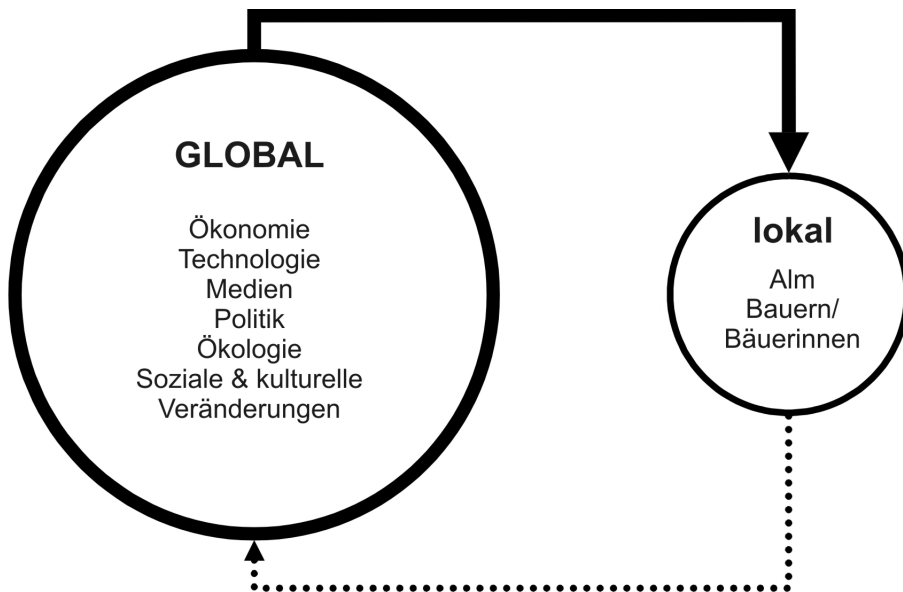 GLOBAL
Ökonomie
Technologie
Medien
Politik
Ökologie
Soziale & kulturelle
Veränderungen
lokal
Alm
Bauern/
Bäuerinnen